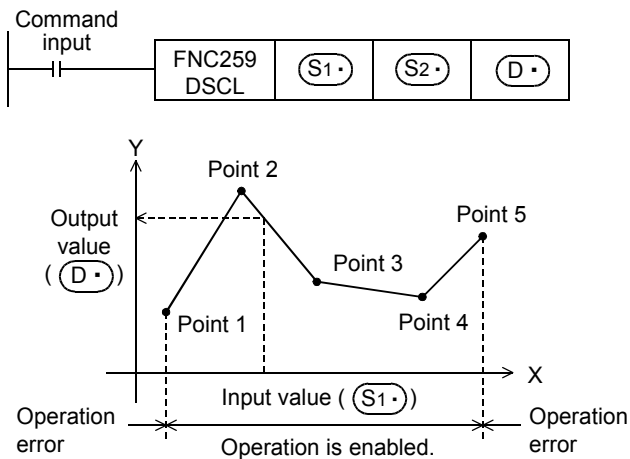 Command
input
FNC259
DSCL
S1·
S2·
D·
Y
Point 2
Output
value
( D· )
Point 5
Point 3
Point 1
Point 4
X
Input value ( S1· )
Operation
error
Operation is enabled.
Operation
error